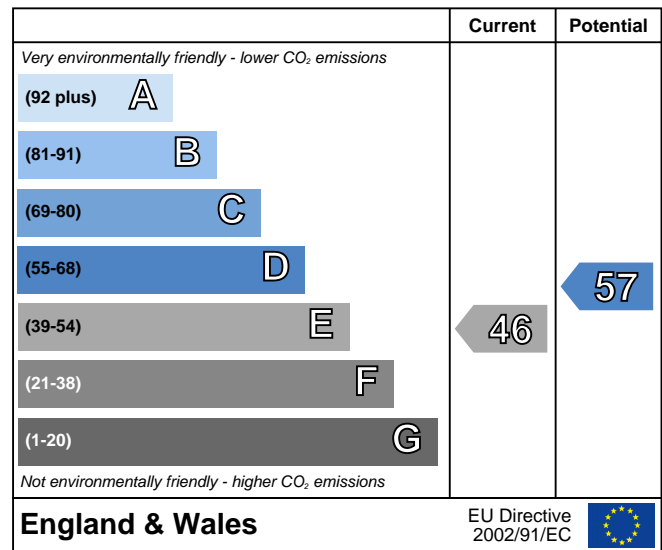 Current Potential
Very environmentally friendly - lower CO₂ emissions
(92 plus) A
(81-91) B
(69-80) C
(55-68) D
57
(39-54) E
46
(21-38) F
(1-20) G
Not environmentally friendly - higher CO₂ emissions
England & Wales
EU Directive
2002/91/EC